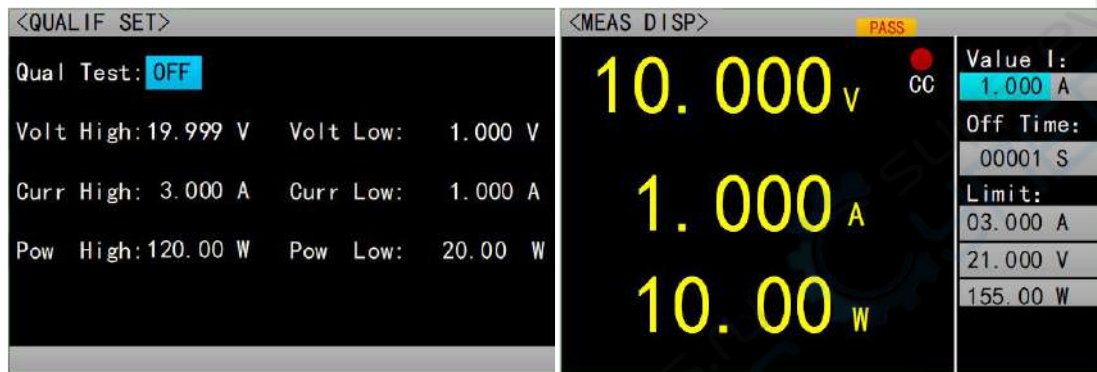 <QUALIF SET>
Qual Test: OFF
Volt High: 19.999 V Volt Low: 1.000 V
Curr High: 3.000 A Curr Low: 1.000 A
Pow High: 120.00 W Pow Low: 20.00 W
<MEAS DISP>
PASS
10.000 V
CC
1.000 A
10.00 W
Value I:
1.000 A
Off Time:
00001 S
Limit:
03.000 A
21.000 V
155.00 W